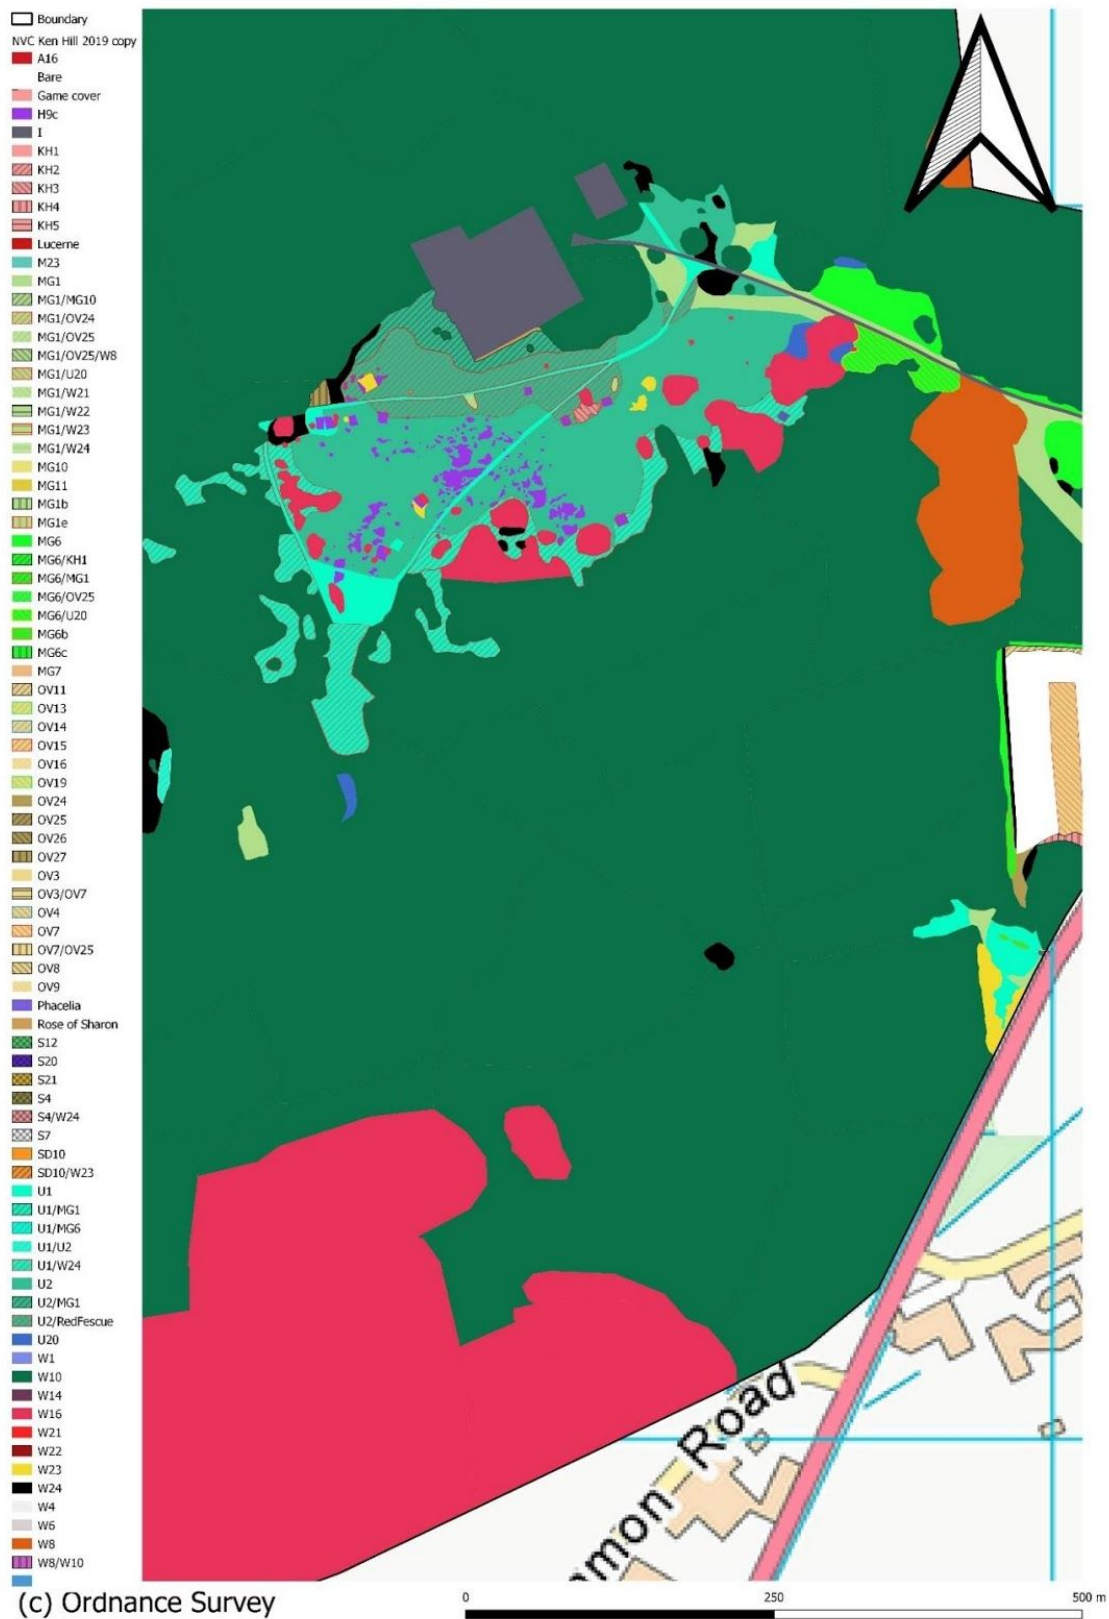 Boundary
NVC Ken Hill 2019 copy
A16
Bare
Game cover
H9c
I
KH1
KH2
KH3
KH4
KH5
Lucerne
M23
MG1
MG1/MG10
MG1/OV24
MG1/OV25
MG1/OV25/W8
MG1/U20
MG1/W21
MG1/W22
MG1/W23
MG1/W24
MG10
MG11
MG1b
MG1e
MG6
MG6/KH1
MG6/MG1
MG6/OV25
MG6/U20
MG6b
MG6c
MG7
OV11
OV13
OV14
OV15
OV16
OV19
OV24
OV25
OV26
OV27
OV3
OV3/OV7
OV4
OV7
OV7/OV25
OV8
OV9
Phacelia
Rose of Sharon
S12
S20
S21
S4
S4/W24
S7
SD10
SD10/W23
U1
U1/MG1
U1/MG6
U1/U2
U1/W24
U2
U2/MG1
U2/RedFescue
U20
W1
W10
W14
W16
W21
W22
W23
W24
W4
W6
W8
W8/W10
mmon Road
(c) Ordnance Survey
0 250 500 m